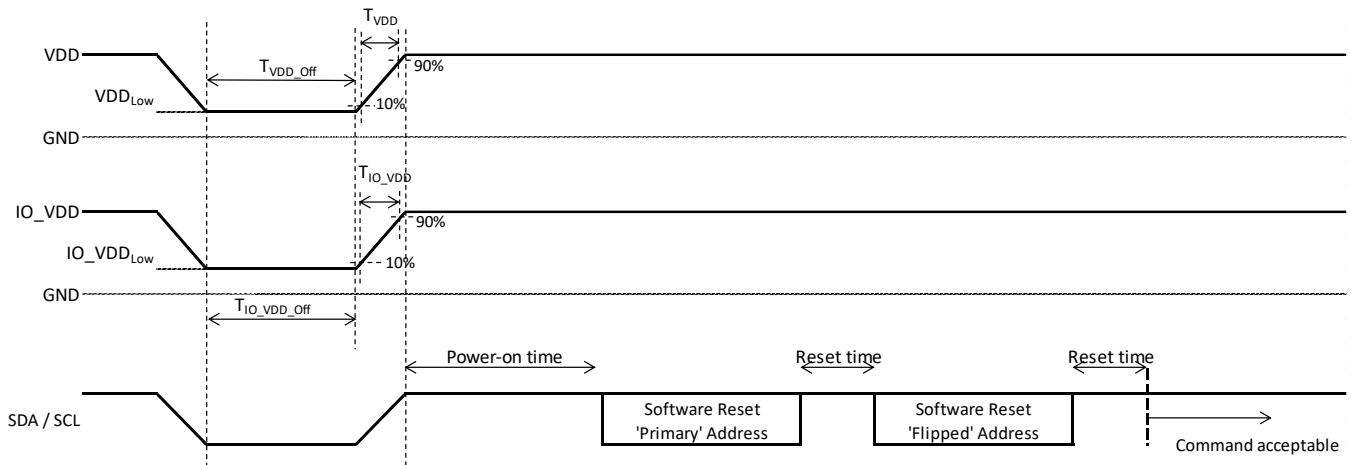 T_VDD
VDD
T_VDD_Off
90%
VDD_Low
10%
GND
T_IO_VDD
IO_VDD
90%
IO_VDD_Low
10%
GND
T_IO_VDD_Off
Power-on time
Reset time
Reset time
SDA / SCL
Software Reset
'Primary' Address
Software Reset
'Flipped' Address
Command acceptable